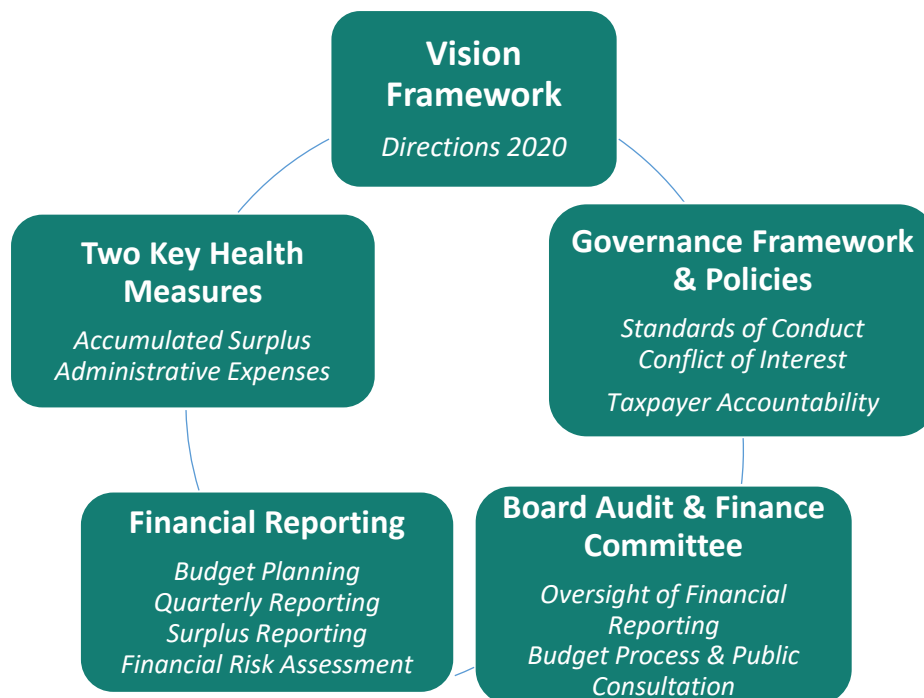 Vision
Framework
Directions 2020
Two Key Health
Measures
Accumulated Surplus
Administrative Expenses
Governance Framework
& Policies
Standards of Conduct
Conflict of Interest
Taxpayer Accountability
Financial Reporting
Budget Planning
Quarterly Reporting
Surplus Reporting
Financial Risk Assessment
Board Audit & Finance
Committee
Oversight of Financial
Reporting
Budget Process & Public
Consultation